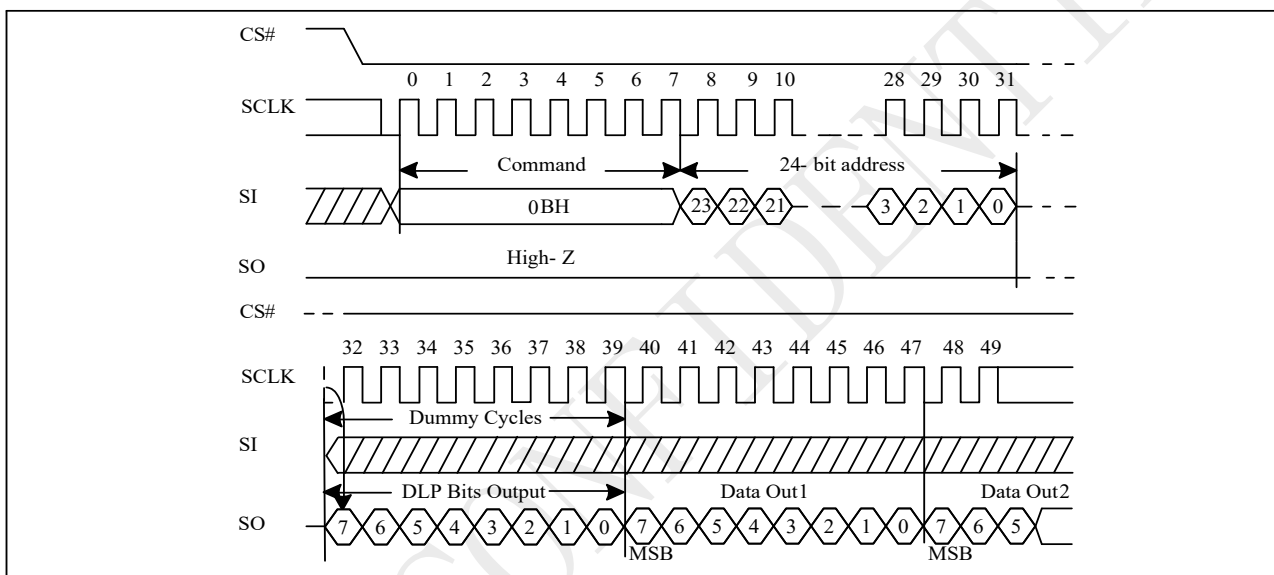 CS#
0 1 2 3 4 5 6 7 8 9 10 28 29 30 31
SCLK
Command 24- bit address
SI 0BH 23 22 21 3 2 1 0
High- Z
SO
CS#
32 33 34 35 36 37 38 39 40 41 42 43 44 45 46 47 48 49
SCLK
Dummy Cycles
SI
DLP Bits Output Data Out1 Data Out2
SO 7 6 5 4 3 2 1 0 7 6 5 4 3 2 1 0 7 6 5
MSB MSB